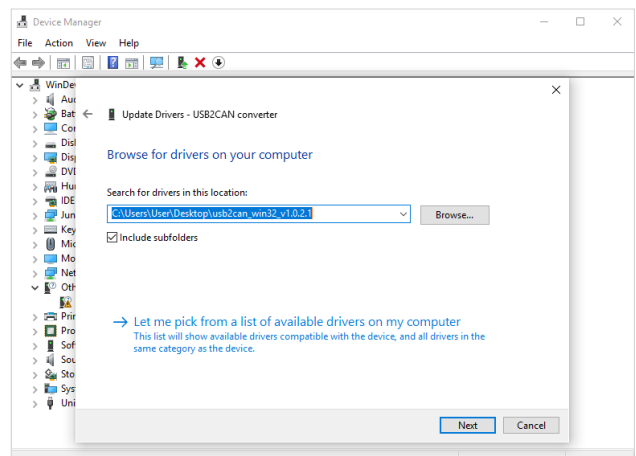 Device Manager
File Action View Help
WinDe
Aud
Bat
Cor
Disl
Disp
DVI
Hur
IDE
Jun
Key
Mic
Mo
Net
Oth
Prin
Pro
Sof
Sou
Sto
Sys
Uni
Update Drivers - USB2CAN converter
Browse for drivers on your computer
Search for drivers in this location:
C:\Users\User\Desktop\usb2can_win32_v1.0.2.1
Browse...
Include subfolders
Let me pick from a list of available drivers on my computer
This list will show available drivers compatible with the device, and all drivers in the
same category as the device.
Next Cancel